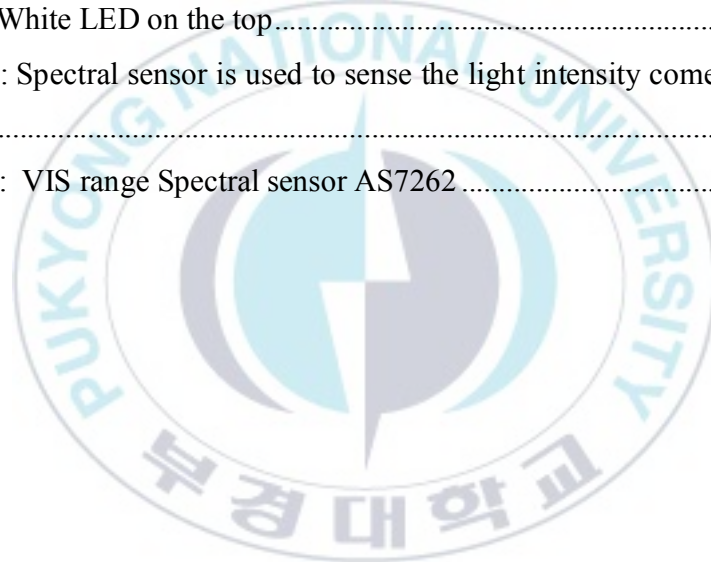 White LED on the top........................................................
: Spectral sensor is used to sense the light intensity come
........................................................................................
: VIS range Spectral sensor AS7262..............................
PUKYONG NATIONAL UNIVERSITY
부경대학교